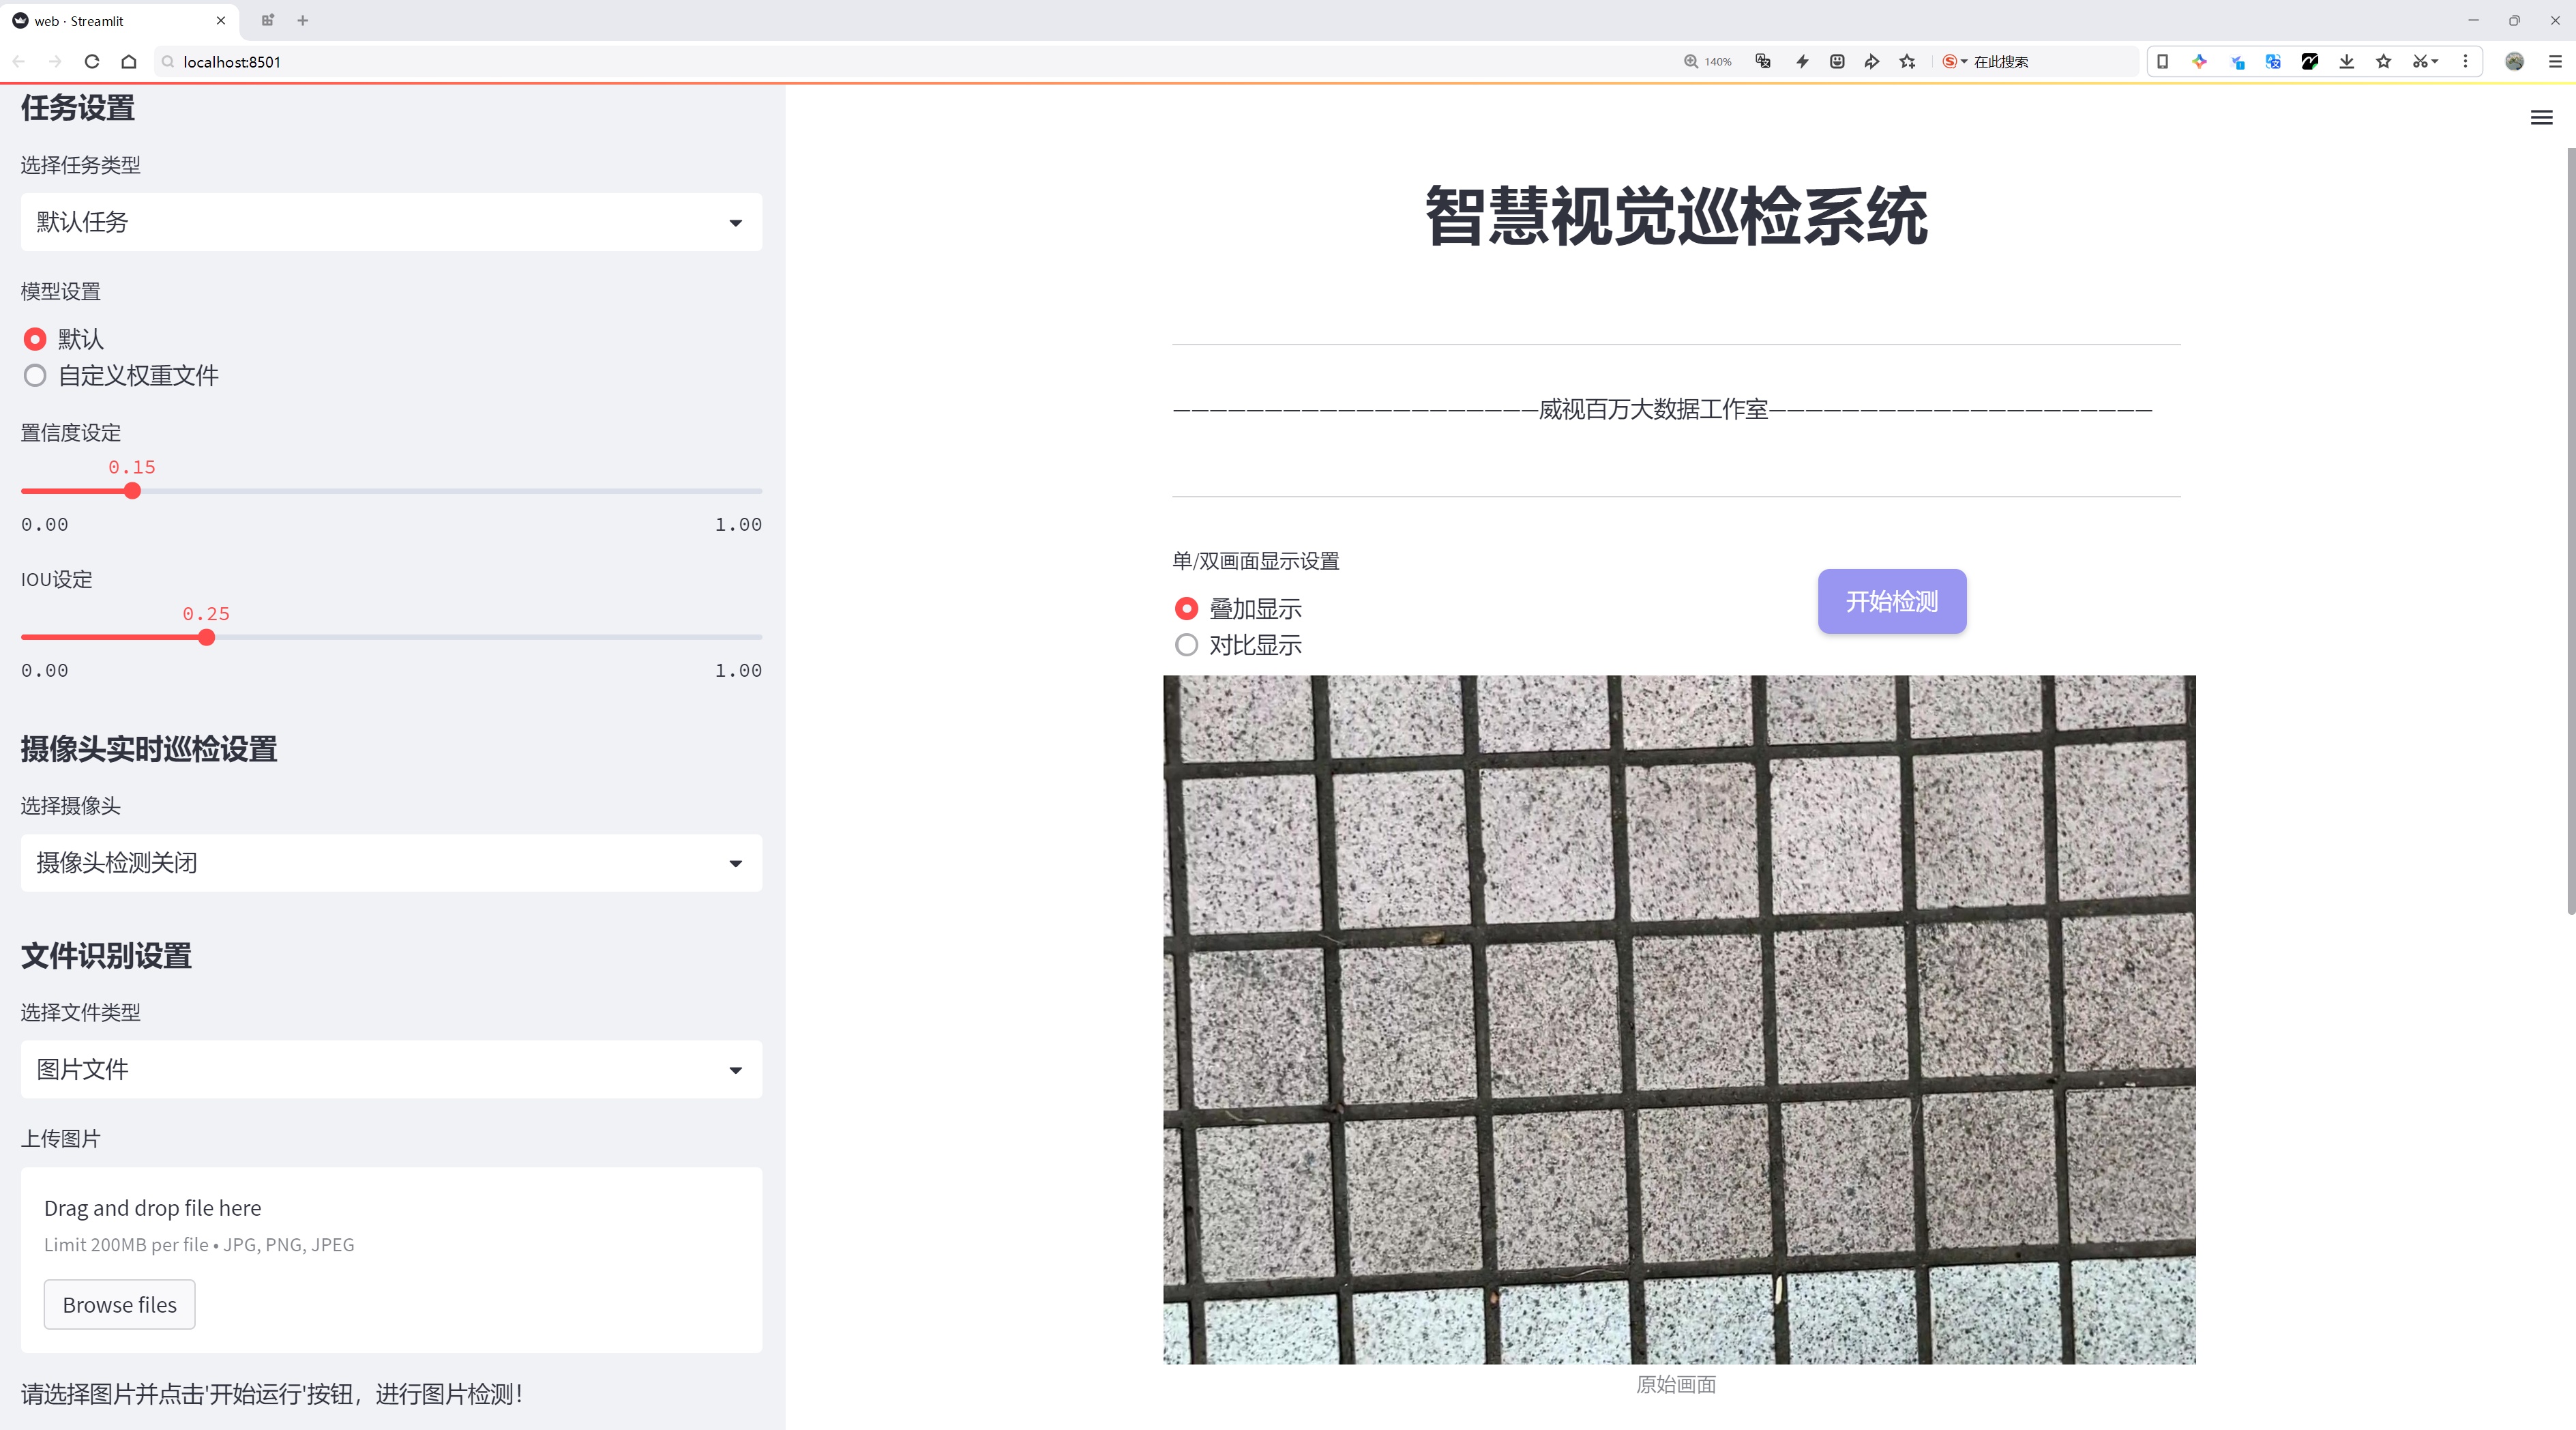 web · Streamlit
localhost:8501
140%
在此搜索
任务设置
选择任务类型
默认任务
模型设置
默认
自定义权重文件
置信度设定
0.15
0.00 1.00
IOU设定
0.25
0.00 1.00
摄像头实时巡检设置
选择摄像头
摄像头检测关闭
文件识别设置
选择文件类型
图片文件
上传图片
Drag and drop file here
Limit 200MB per file • JPG, PNG, JPEG
Browse files
请选择图片并点击'开始运行'按钮，进行图片检测！
智慧视觉巡检系统
————————————————————威视百万大数据工作室—————————————————————
单/双画面显示设置
叠加显示
对比显示
开始检测
原始画面